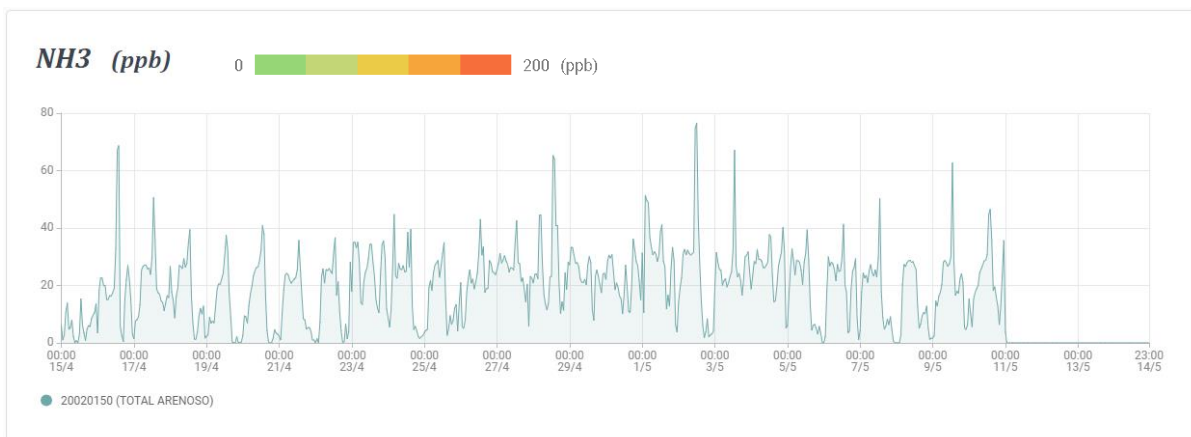 NH3 (ppb)
0 200 (ppb)
80
60
40
20
0
00:00 00:00 00:00 00:00 00:00 00:00 00:00 00:00 00:00 00:00 00:00 00:00 00:00 00:00 00:00 23:00
15/4 17/4 19/4 21/4 23/4 25/4 27/4 29/4 1/5 3/5 5/5 7/5 9/5 11/5 13/5 14/5
20020150 (TOTAL ARENOSO)